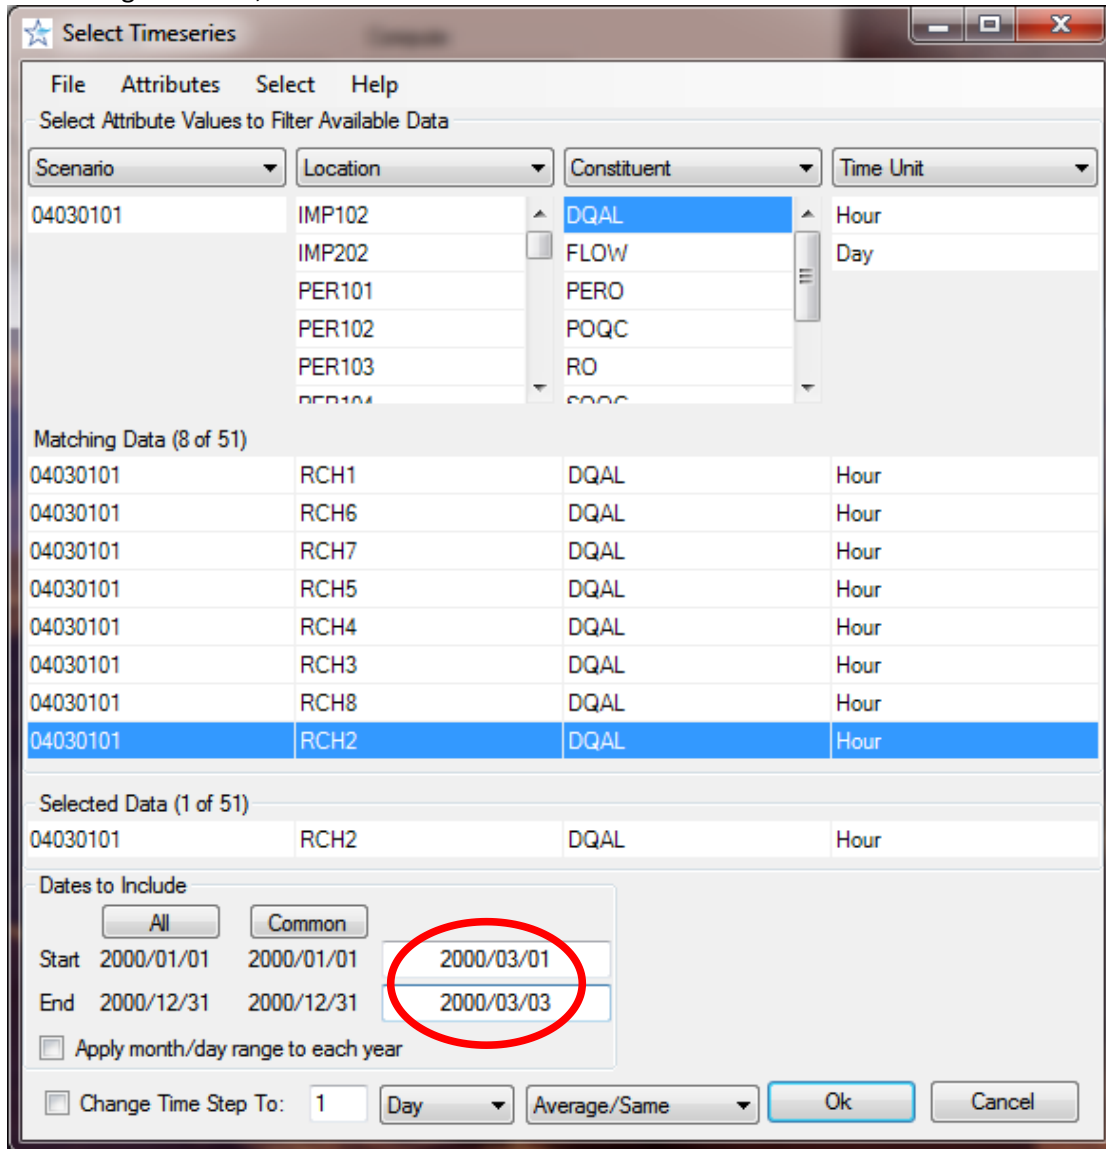 Select Timeseries
File Attributes Select Help
Select Attribute Values to Filter Available Data
Scenario Location Constituent Time Unit
04030101 IMP102 DQAL Hour
IMP202 FLOW Day
PER101 PERO
PER102 POQC
PER103 RO
PER104 SOQC
Matching Data (8 of 51)
04030101 RCH1 DQAL Hour
04030101 RCH6 DQAL Hour
04030101 RCH7 DQAL Hour
04030101 RCH5 DQAL Hour
04030101 RCH4 DQAL Hour
04030101 RCH3 DQAL Hour
04030101 RCH8 DQAL Hour
04030101 RCH2 DQAL Hour
Selected Data (1 of 51)
04030101 RCH2 DQAL Hour
Dates to Include
All Common
Start 2000/01/01 2000/01/01 2000/03/01
End 2000/12/31 2000/12/31 2000/03/03
Apply month/day range to each year
Change Time Step To: 1 Day Average/Same Ok Cancel